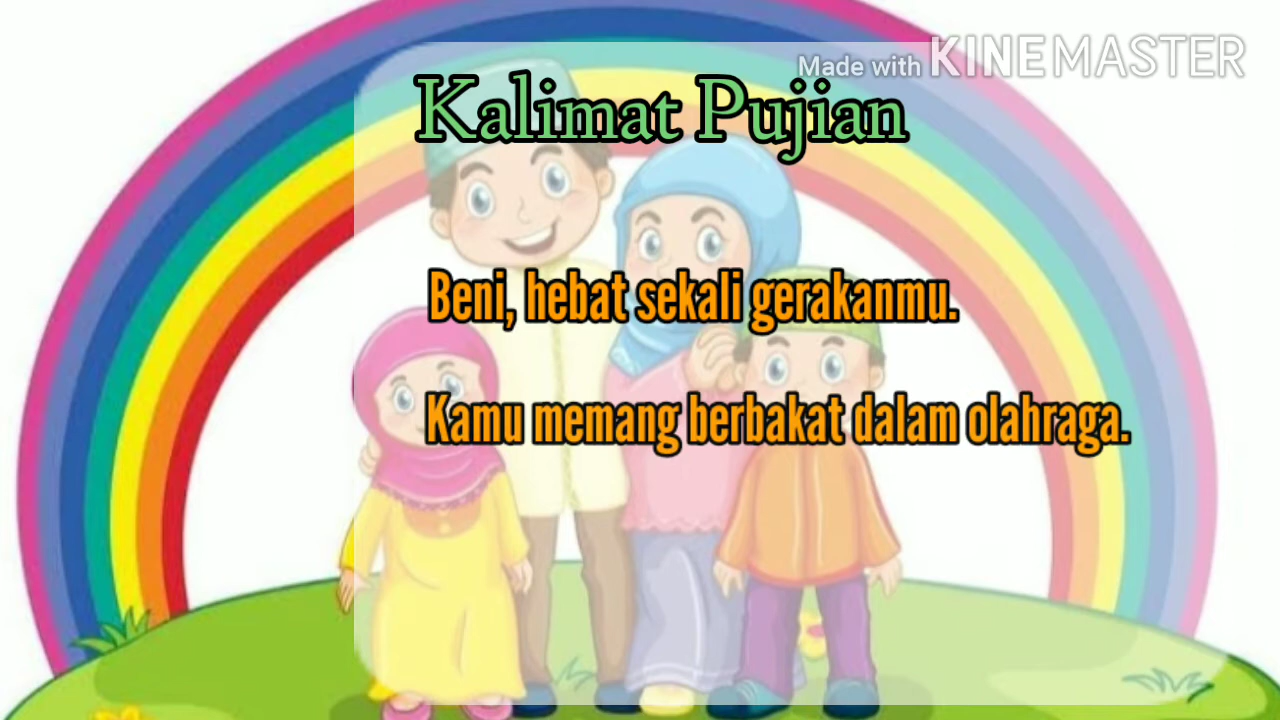 Made with KINEMASTER
Kalimat Pujian
Beni, hebat sekali gerakanmu.
Kamu memang berbakat dalam olahraga.